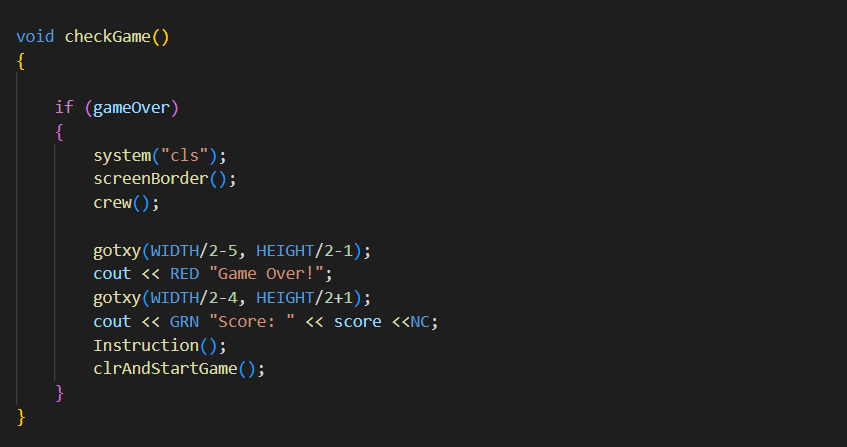 void checkGame()
{
    if (gameOver)
    {
        system("cls");
        screenBorder();
        crew();
        gotxy(WIDTH/2-5, HEIGHT/2-1);
        cout << RED "Game Over!";
        gotxy(WIDTH/2-4, HEIGHT/2+1);
        cout << GRN "Score: " << score <<NC;
        Instruction();
        clrAndStartGame();
    }
}